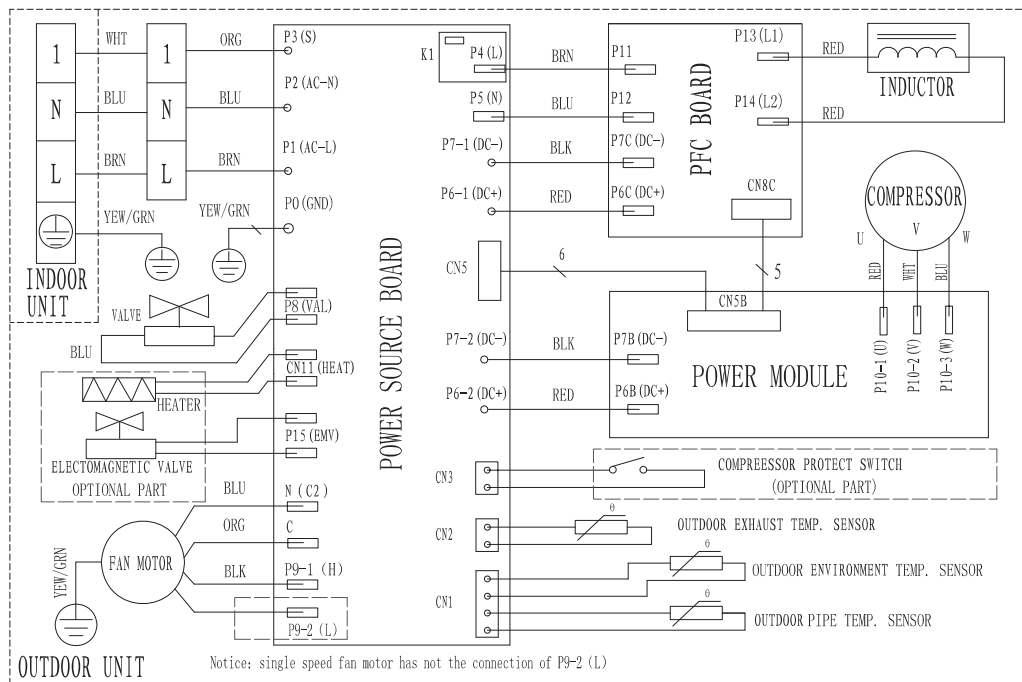 1
N
L
INDOOR
UNIT
WHT
BLU
BRN
YEW/GRN
1
N
L
ORG
BLU
BRN
YEW/GRN
P3(S)
P2(AC-N)
P1(AC-L)
P0(GND)
VALVE
BLU
P8(VAL)
CN11(HEAT)
HEATER
P15(EMV)
ELECTOMAGNETIC VALVE
OPTIONAL PART
BLU
N(C2)
ORG
C
FAN MOTOR
BLK
P9-1 (H)
P9-2 (L)
YEW/GRN
OUTDOOR UNIT
Notice: single speed fan motor has not the connection of P9-2 (L)
POWER SOURCE BOARD
K1
P4(L)
P5(N)
P7-1(DC-)
P6-1(DC+)
CN5
P7-2(DC-)
P6-2(DC+)
CN3
CN2
CN1
BRN
BLU
BLK
RED
6
BLK
RED
P11
P12
P7C(DC-)
P6C(DC+)
PFC BOARD
P13(L1)
P14(L2)
CN8C
RED
RED
INDUCTOR
5
COMPRESSOR
U
V
W
RED
WHT
BLU
CN5B
P7B(DC-)
P6B(DC+)
POWER MODULE
P10-1(U)
P10-2(V)
P10-3(W)
COMPREESSOR PROTECT SWITCH
(OPTIONAL PART)
θ
OUTDOOR EXHAUST TEMP. SENSOR
θ
OUTDOOR ENVIRONMENT TEMP. SENSOR
θ
OUTDOOR PIPE TEMP. SENSOR